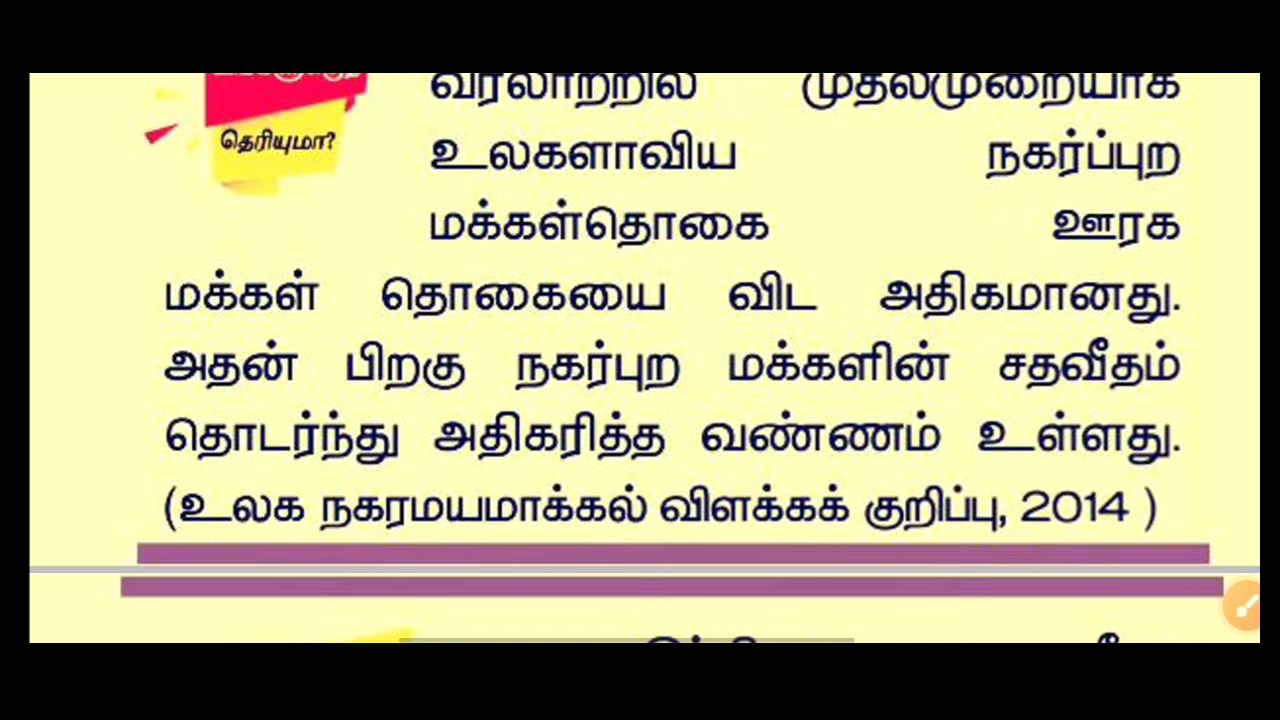 தெரியுமா?
வரலாற்றில் முதல்முறையாக
உலகளாவிய நகர்ப்புற
மக்கள்தொகை ஊரக
மக்கள் தொகையை விட அதிகமானது.
அதன் பிறகு நகர்புற மக்களின் சதவீதம்
தொடர்ந்து அதிகரித்த வண்ணம் உள்ளது.
(உலக நகரமயமாக்கல் விளக்கக் குறிப்பு, 2014 )